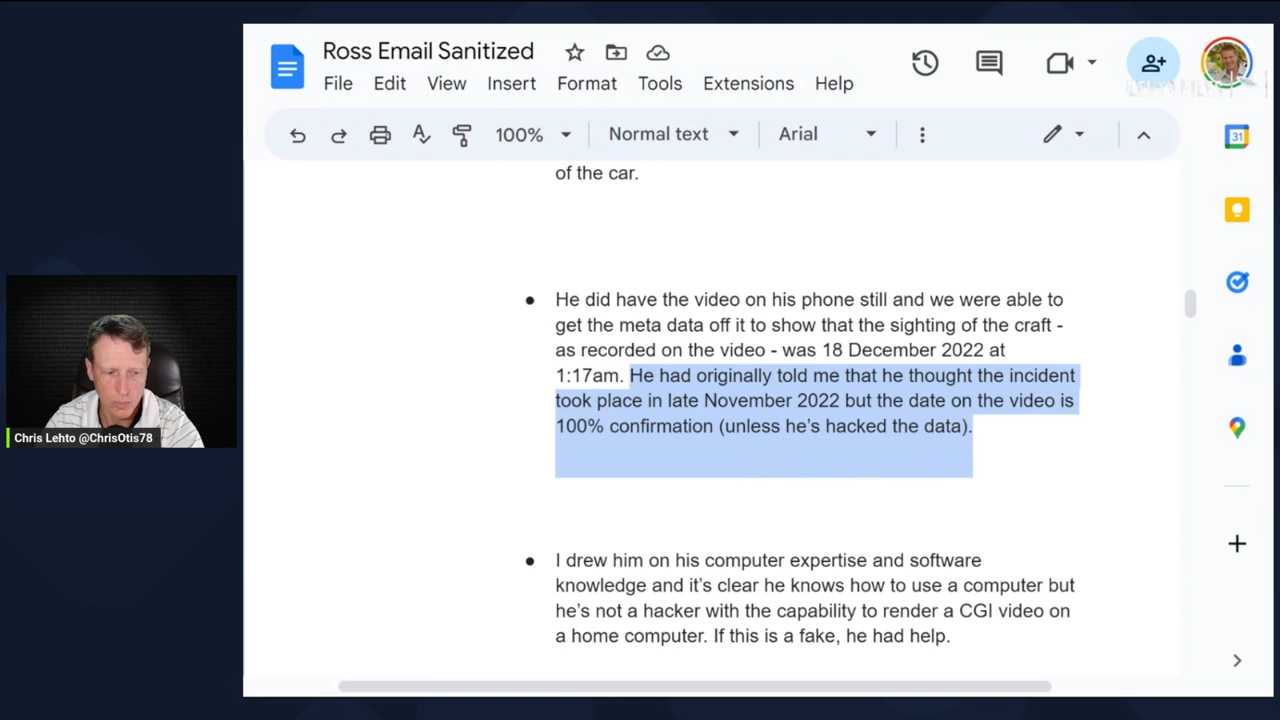 Ross Email Sanitized
File Edit View Insert Format Tools Extensions Help
100% Normal text Arial
31
of the car.
● He did have the video on his phone still and we were able to
get the meta data off it to show that the sighting of the craft -
as recorded on the video - was 18 December 2022 at
1:17am. He had originally told me that he thought the incident
took place in late November 2022 but the date on the video is
100% confirmation (unless he’s hacked the data).
● I drew him on his computer expertise and software
knowledge and it’s clear he knows how to use a computer but
he’s not a hacker with the capability to render a CGI video on
a home computer. If this is a fake, he had help.
Chris Lehto @ChrisOtis78